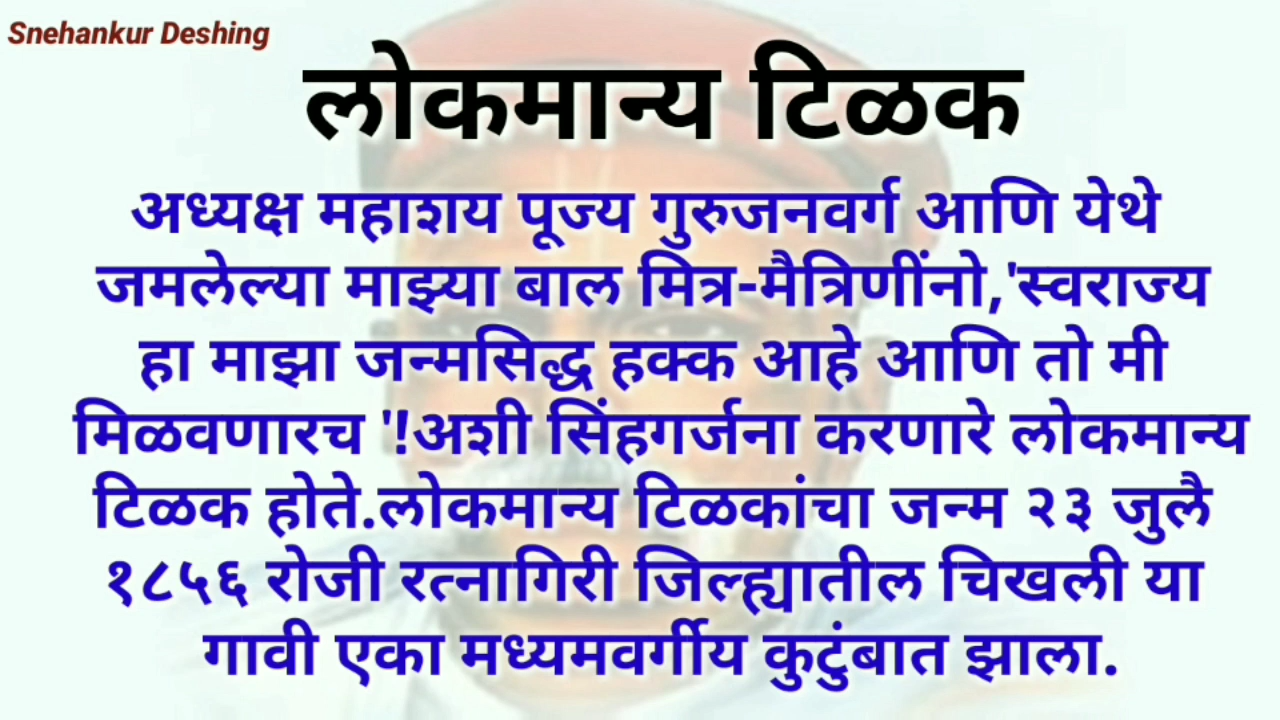 Snehankur Deshing
लोकमान्य टिळक
अध्यक्ष महाशय पूज्य गुरुजनवर्ग आणि येथे
जमलेल्या माझ्या बाल मित्र-मैत्रिणींनो,'स्वराज्य
हा माझा जन्मसिद्ध हक्क आहे आणि तो मी
मिळवणारच '!अशी सिंहगर्जना करणारे लोकमान्य
टिळक होते.लोकमान्य टिळकांचा जन्म २३ जुलै
१८५६ रोजी रत्नागिरी जिल्ह्यातील चिखली या
गावी एका मध्यमवर्गीय कुटुंबात झाला.